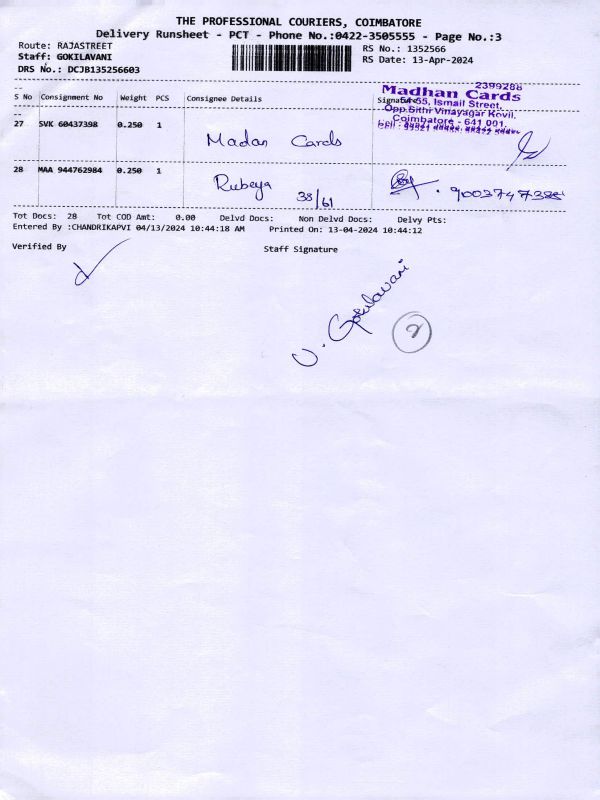 THE PROFESSIONAL COURIERS, COIMBATORE
Delivery Runsheet - PCT - Phone No.:0422-3505555 - Page No.:3
Route: RAJASTREET
Staff: GOKILAVANI
DRS No.: DCJB135256603
RS No.: 1352566
RS Date: 13-Apr-2024
S No Consignment No Weight PCS Consignee Details Signature
2399288
Madhan Cards
54-55, Ismail Street,
Opp.Sithi Vinayagar Kovil,
Coimbatore - 641 001.
27 SVK 60437398 0.250 1 Madan Cards
28 MAA 944762984 0.250 1 Rubeya 38/61
Tot Docs: 28 Tot COD Amt: 0.00 Delvd Docs: Non Delvd Docs: Delvy Pts:
Entered By :CHANDRIKAPVI 04/13/2024 10:44:18 AM Printed On: 13-04-2024 10:44:12
Verified By Staff Signature
V. Gokilavani
2